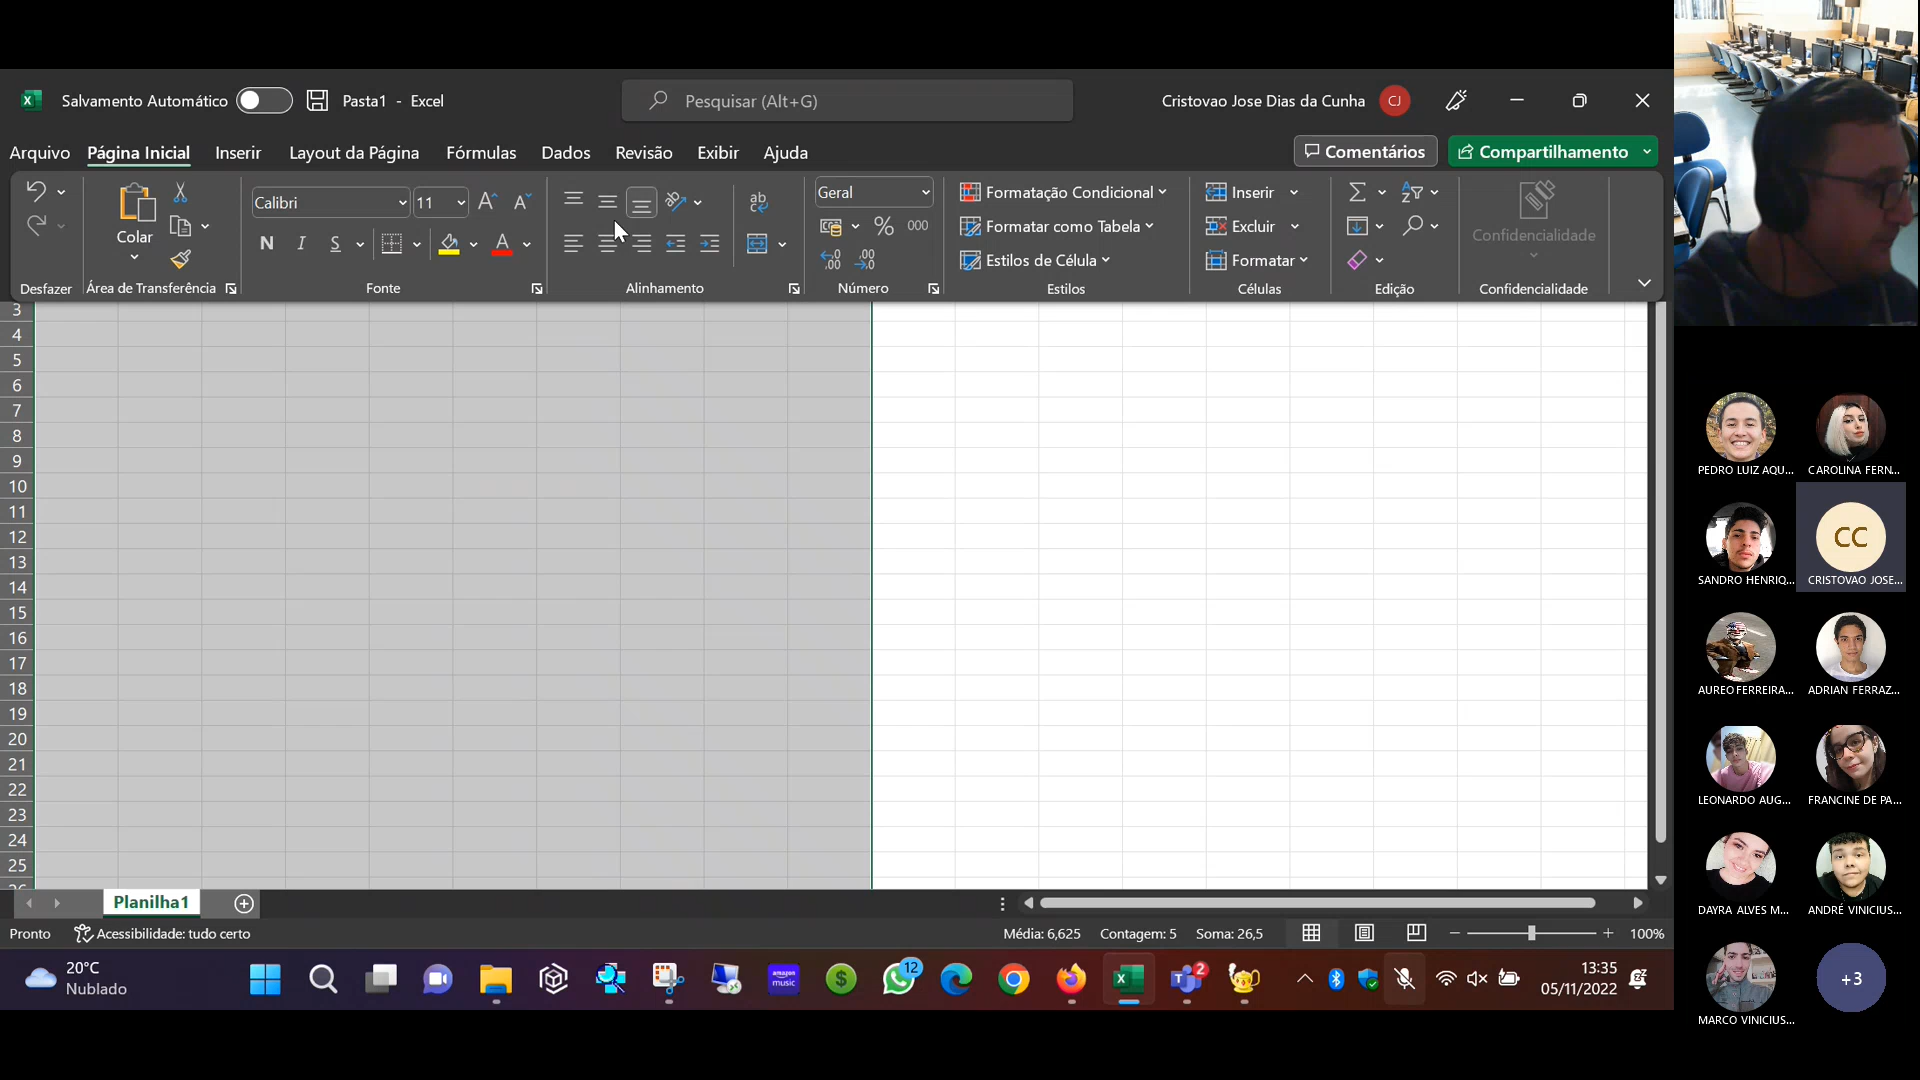 Salvamento Automático
Pasta1 - Excel
Pesquisar (Alt+G)
Cristovao Jose Dias da Cunha
CJ
Arquivo
Página Inicial
Inserir
Layout da Página
Fórmulas
Dados
Revisão
Exibir
Ajuda
Comentários
Compartilhamento
Colar
Calibri
11
N
I
S
A
ab
Geral
%
000
Formatação Condicional
Formatar como Tabela
Estilos de Célula
Inserir
Excluir
Formatar
Confidencialidade
Desfazer
Área de Transferência
Fonte
Alinhamento
Número
Estilos
Células
Edição
Confidencialidade
3
4
5
6
7
8
9
10
11
12
13
14
15
16
17
18
19
20
21
22
23
24
25
26
Planilha1
Pronto
Acessibilidade: tudo certo
Média: 6,625
Contagem: 5
Soma: 26,5
100%
20°C
Nublado
amazon music
12
2
13:35
05/11/2022
PEDRO LUIZ AQU...
CAROLINA FERN...
SANDRO HENRIQ...
CC
CRISTOVAO JOSE...
AUREO FERREIRA...
ADRIAN FERRAZ...
LEONARDO AUG...
FRANCINE DE PA...
DAYRA ALVES M...
ANDRÉ VINICIUS...
MARCO VINICIUS...
+3